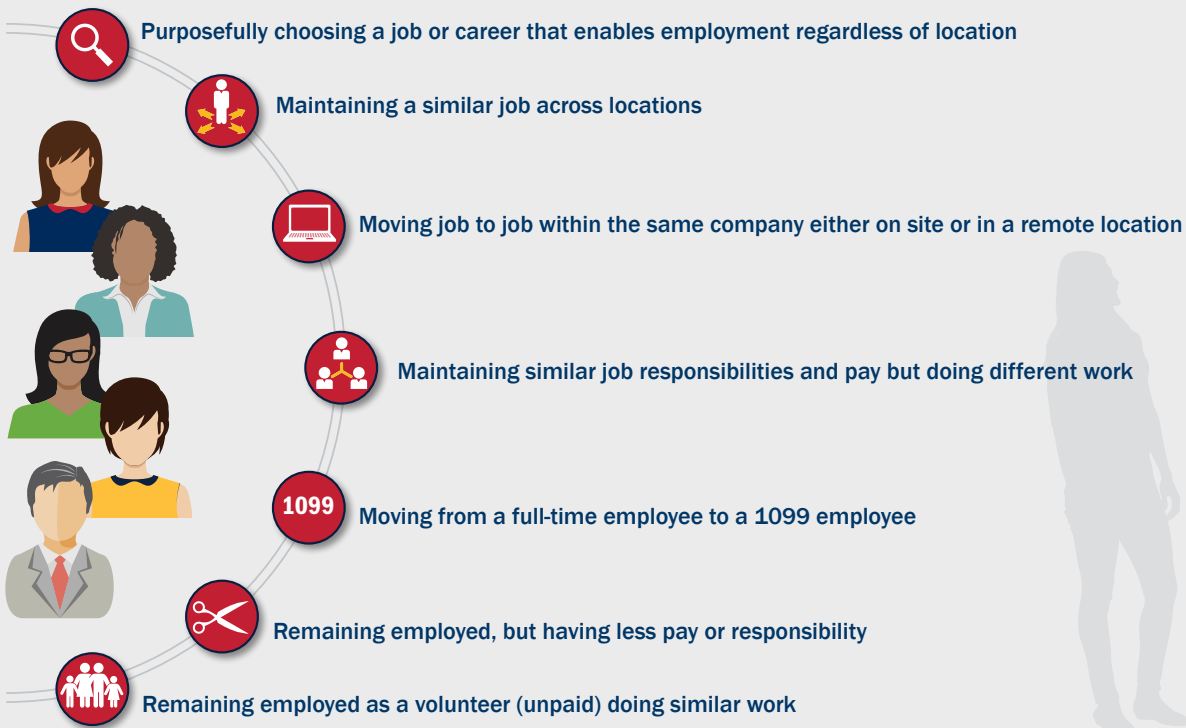 Purposefully choosing a job or career that enables employment regardless of location
Maintaining a similar job across locations
Moving job to job within the same company either on site or in a remote location
Maintaining similar job responsibilities and pay but doing different work
1099
Moving from a full-time employee to a 1099 employee
Remaining employed, but having less pay or responsibility
Remaining employed as a volunteer (unpaid) doing similar work